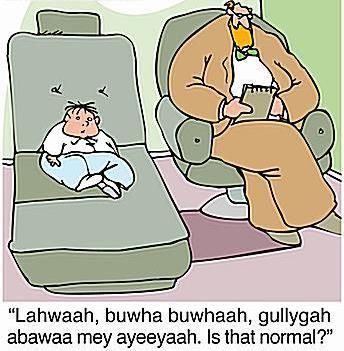 “Lahwaah, buwha buwhaah, gullygah
abawaa mey ayeeyaah. Is that normal?”